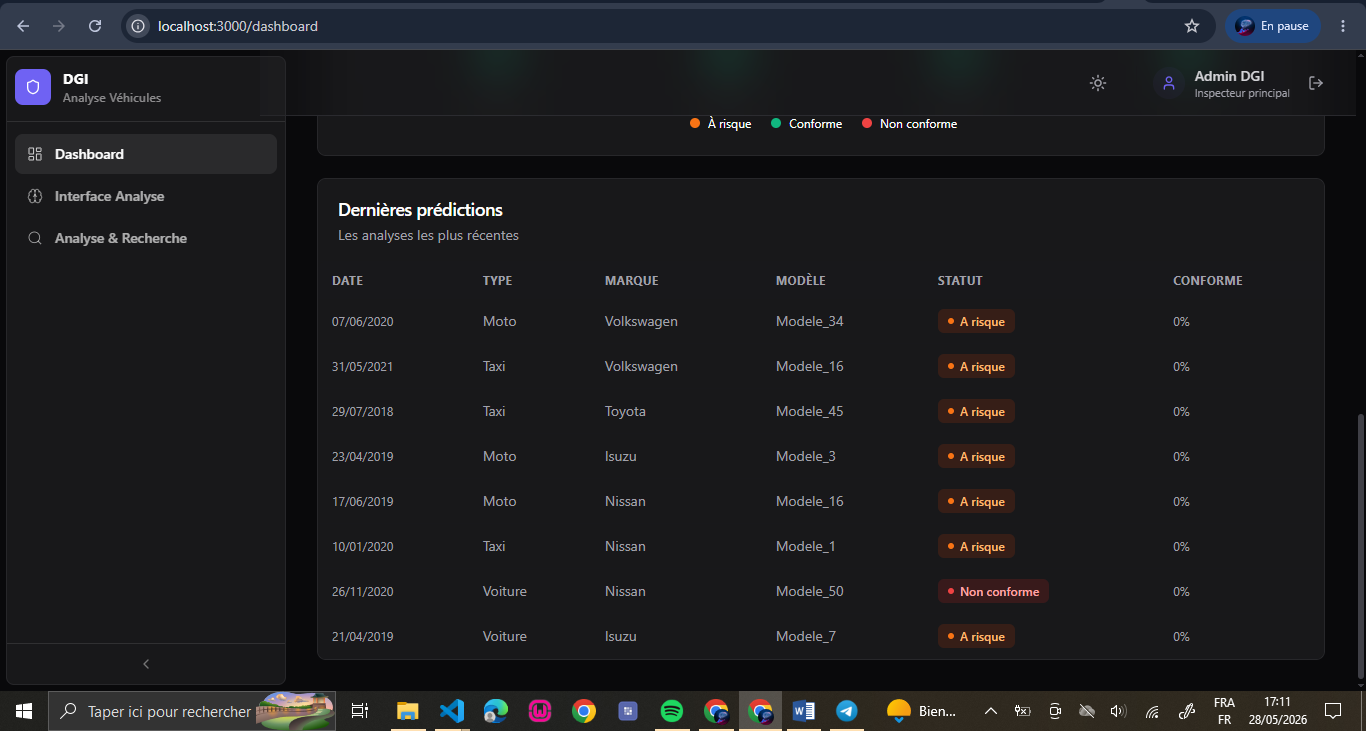 localhost:3000/dashboard
En pause
DGI
Analyse Véhicules
Admin DGI
Inspecteur principal
À risque Conforme Non conforme
Dashboard
Interface Analyse
Analyse & Recherche
Dernières prédictions
Les analyses les plus récentes
DATE TYPE MARQUE MODÈLE STATUT CONFORME
07/06/2020 Moto Volkswagen Modele_34 A risque 0%
31/05/2021 Taxi Volkswagen Modele_16 A risque 0%
29/07/2018 Taxi Toyota Modele_45 A risque 0%
23/04/2019 Moto Isuzu Modele_3 A risque 0%
17/06/2019 Moto Nissan Modele_16 A risque 0%
10/01/2020 Taxi Nissan Modele_1 A risque 0%
26/11/2020 Voiture Nissan Modele_50 Non conforme 0%
21/04/2019 Voiture Isuzu Modele_7 A risque 0%
Taper ici pour rechercher
Bien...
FRA
FR
17:11
28/05/2026